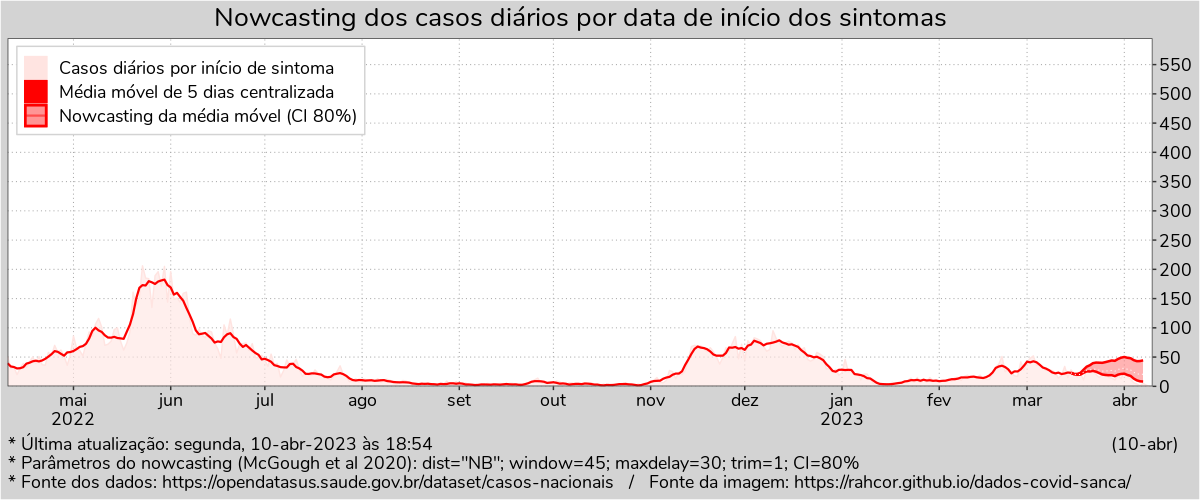 Nowcasting dos casos diários por data de início dos sintomas
Casos diários por início de sintoma
Média móvel de 5 dias centralizada
Nowcasting da média móvel (CI 80%)
550
500
450
400
350
300
250
200
150
100
50
0
mai jun jul ago set out nov dez jan fev mar abr
2022 2023
* Última atualização: segunda, 10-abr-2023 às 18:54 (10-abr)
* Parâmetros do nowcasting (McGough et al 2020): dist="NB"; window=45; maxdelay=30; trim=1; CI=80%
* Fonte dos dados: https://opendatasus.saude.gov.br/dataset/casos-nacionais / Fonte da imagem: https://rahcor.github.io/dados-covid-sanca/